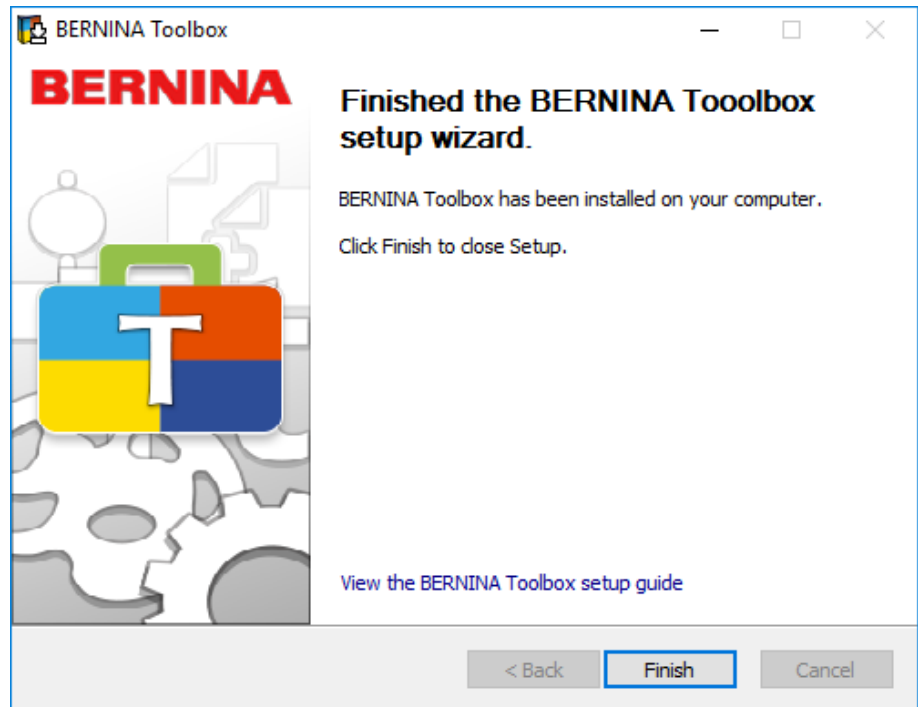 BERNINA Toolbox
BERNINA
Finished the BERNINA Tooolbox
setup wizard.
BERNINA Toolbox has been installed on your computer.
Click Finish to close Setup.
T
View the BERNINA Toolbox setup guide
< Back
Finish
Cancel